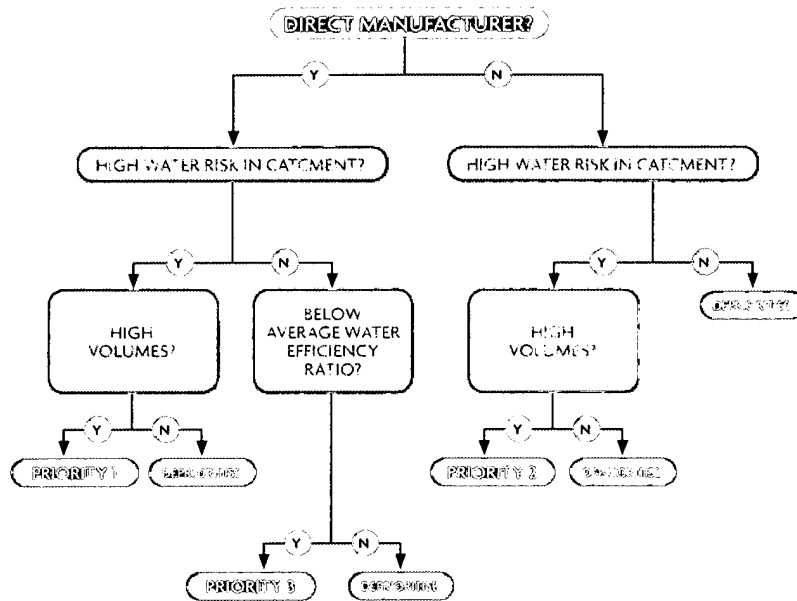 DIRECT MANUFACTURER?
Y
N
HIGH WATER RISK IN CATCMENT?
HIGH WATER RISK IN CATCMENT?
Y
N
Y
N
HIGH
VOLUMES?
BELOW
AVERAGE WATER
EFFICIENCY
RATIO?
HIGH
VOLUMES?
Y
N
Y
N
PRIORITY 1
PRIORITY 2
Y
N
PRIORITY 3